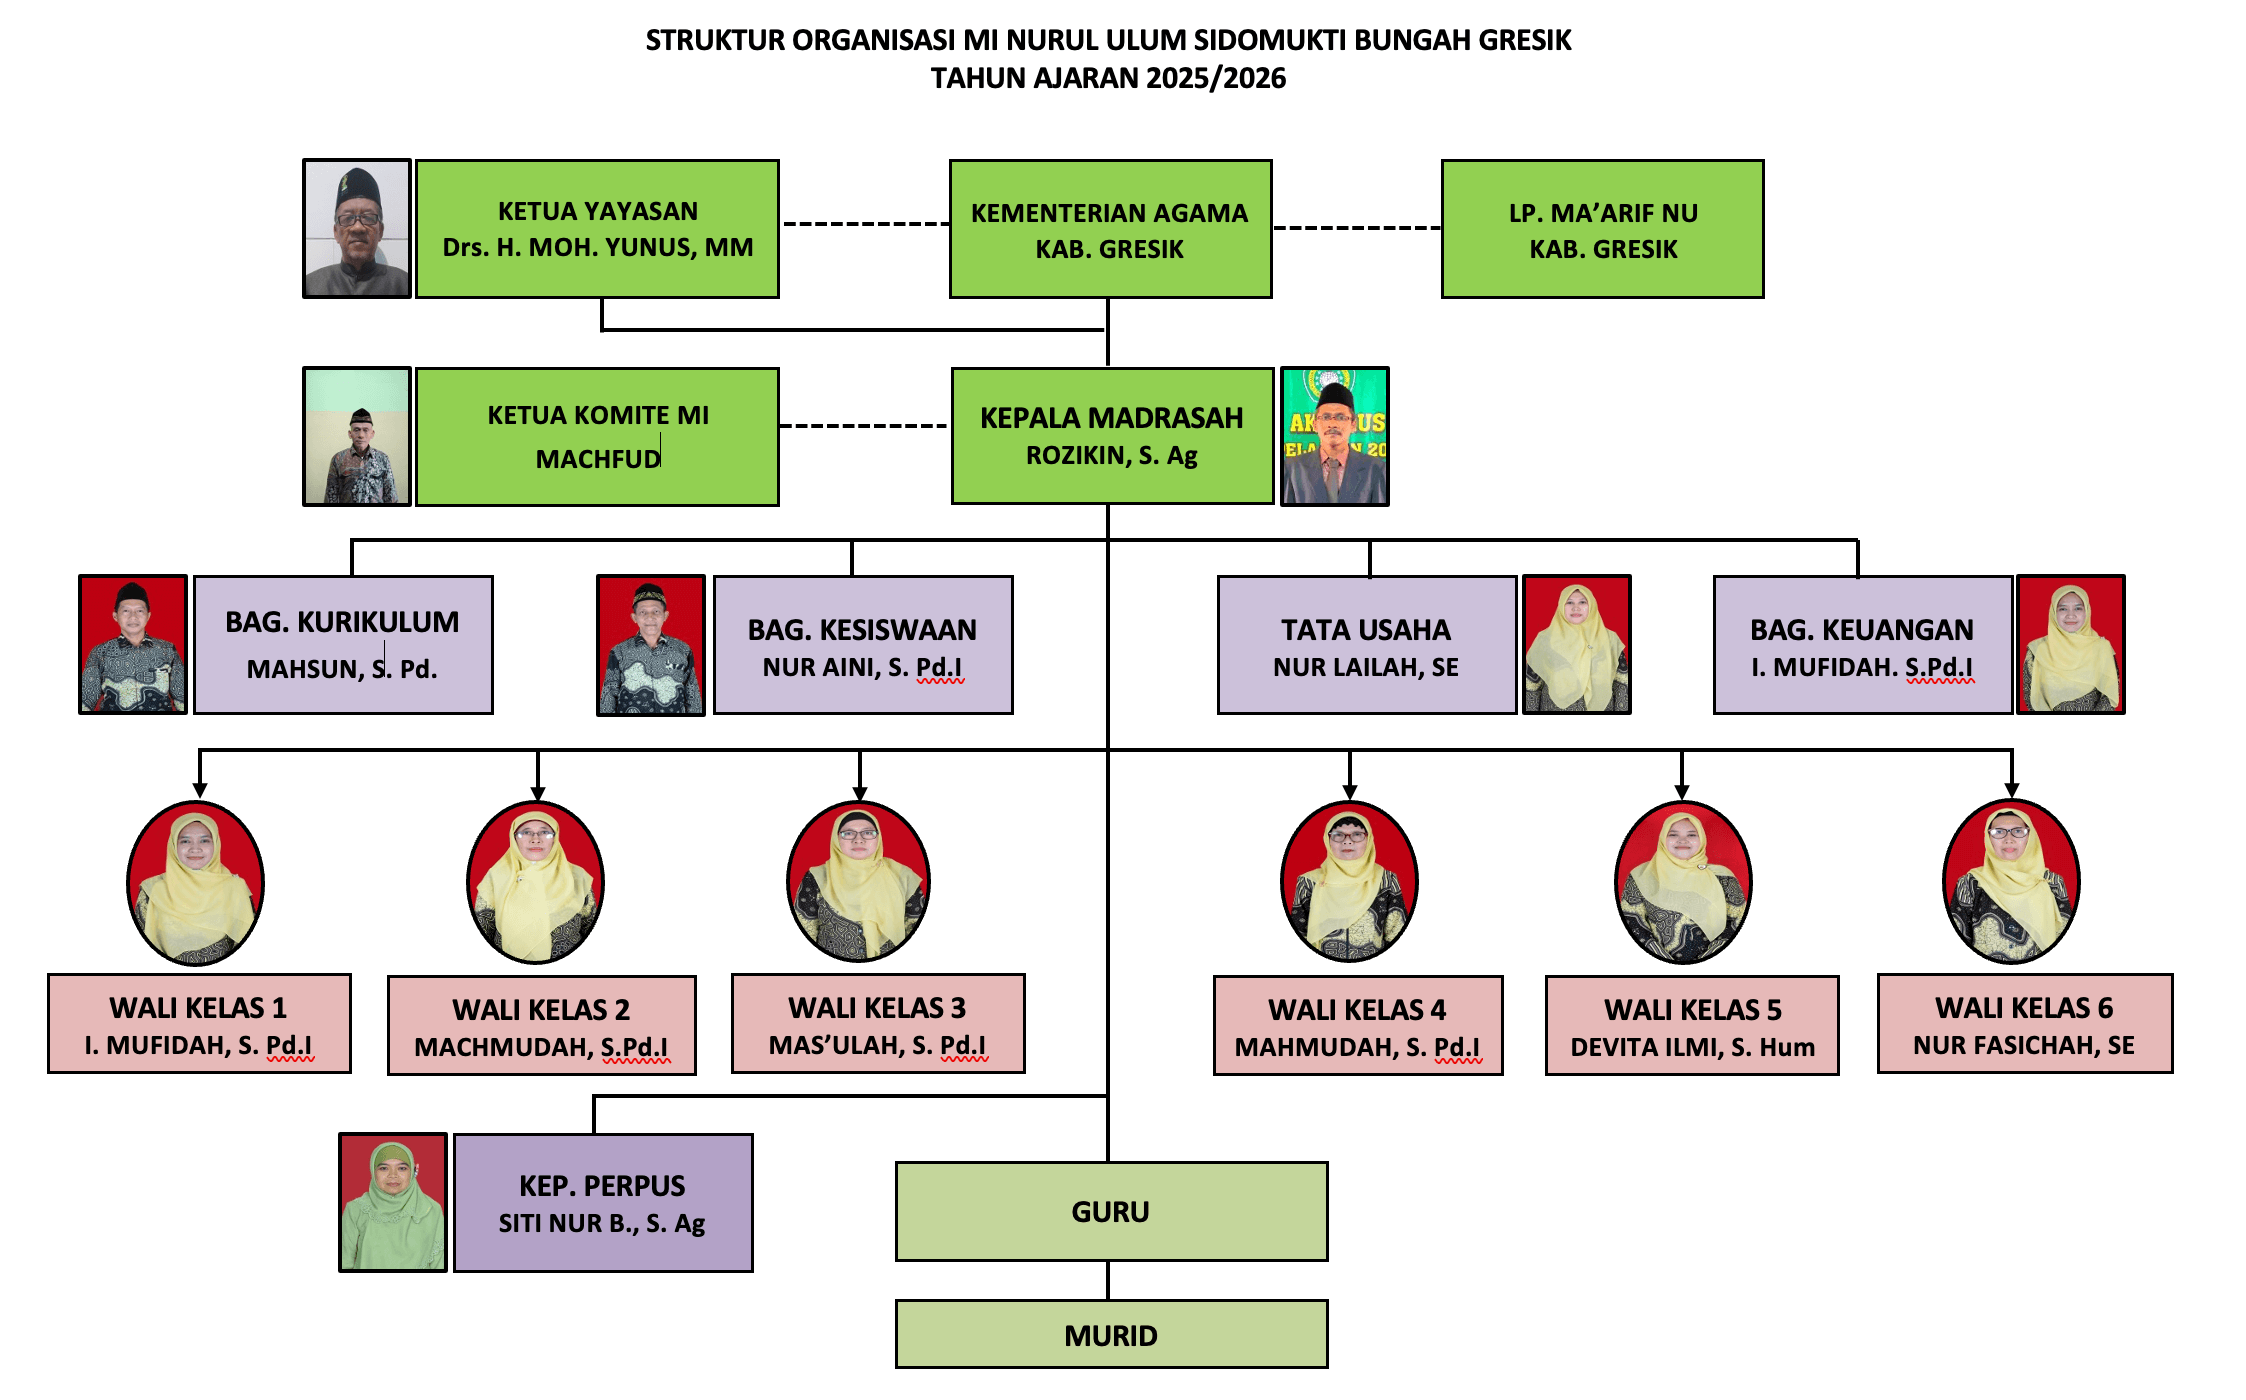 STRUKTUR ORGANISASI MI NURUL ULUM SIDOMUKTI BUNGAH GRESIK
TAHUN AJARAN 2025/2026
KETUA YAYASAN
Drs. H. MOH. YUNUS, MM
KEMENTERIAN AGAMA
KAB. GRESIK
LP. MA’ARIF NU
KAB. GRESIK
KETUA KOMITE MI
MACHFUD
KEPALA MADRASAH
ROZIKIN, S. Ag
BAG. KURIKULUM
MAHSUN, S. Pd.
BAG. KESISWAAN
NUR AINI, S. Pd.I
TATA USAHA
NUR LAILAH, SE
BAG. KEUANGAN
I. MUFIDAH. S.Pd.I
WALI KELAS 1
I. MUFIDAH, S. Pd.I
WALI KELAS 2
MACHMUDAH, S.Pd.I
WALI KELAS 3
MAS’ULAH, S. Pd.I
WALI KELAS 4
MAHMUDAH, S. Pd.I
WALI KELAS 5
DEVITA ILMI, S. Hum
WALI KELAS 6
NUR FASICHAH, SE
KEP. PERPUS
SITI NUR B., S. Ag
GURU
MURID